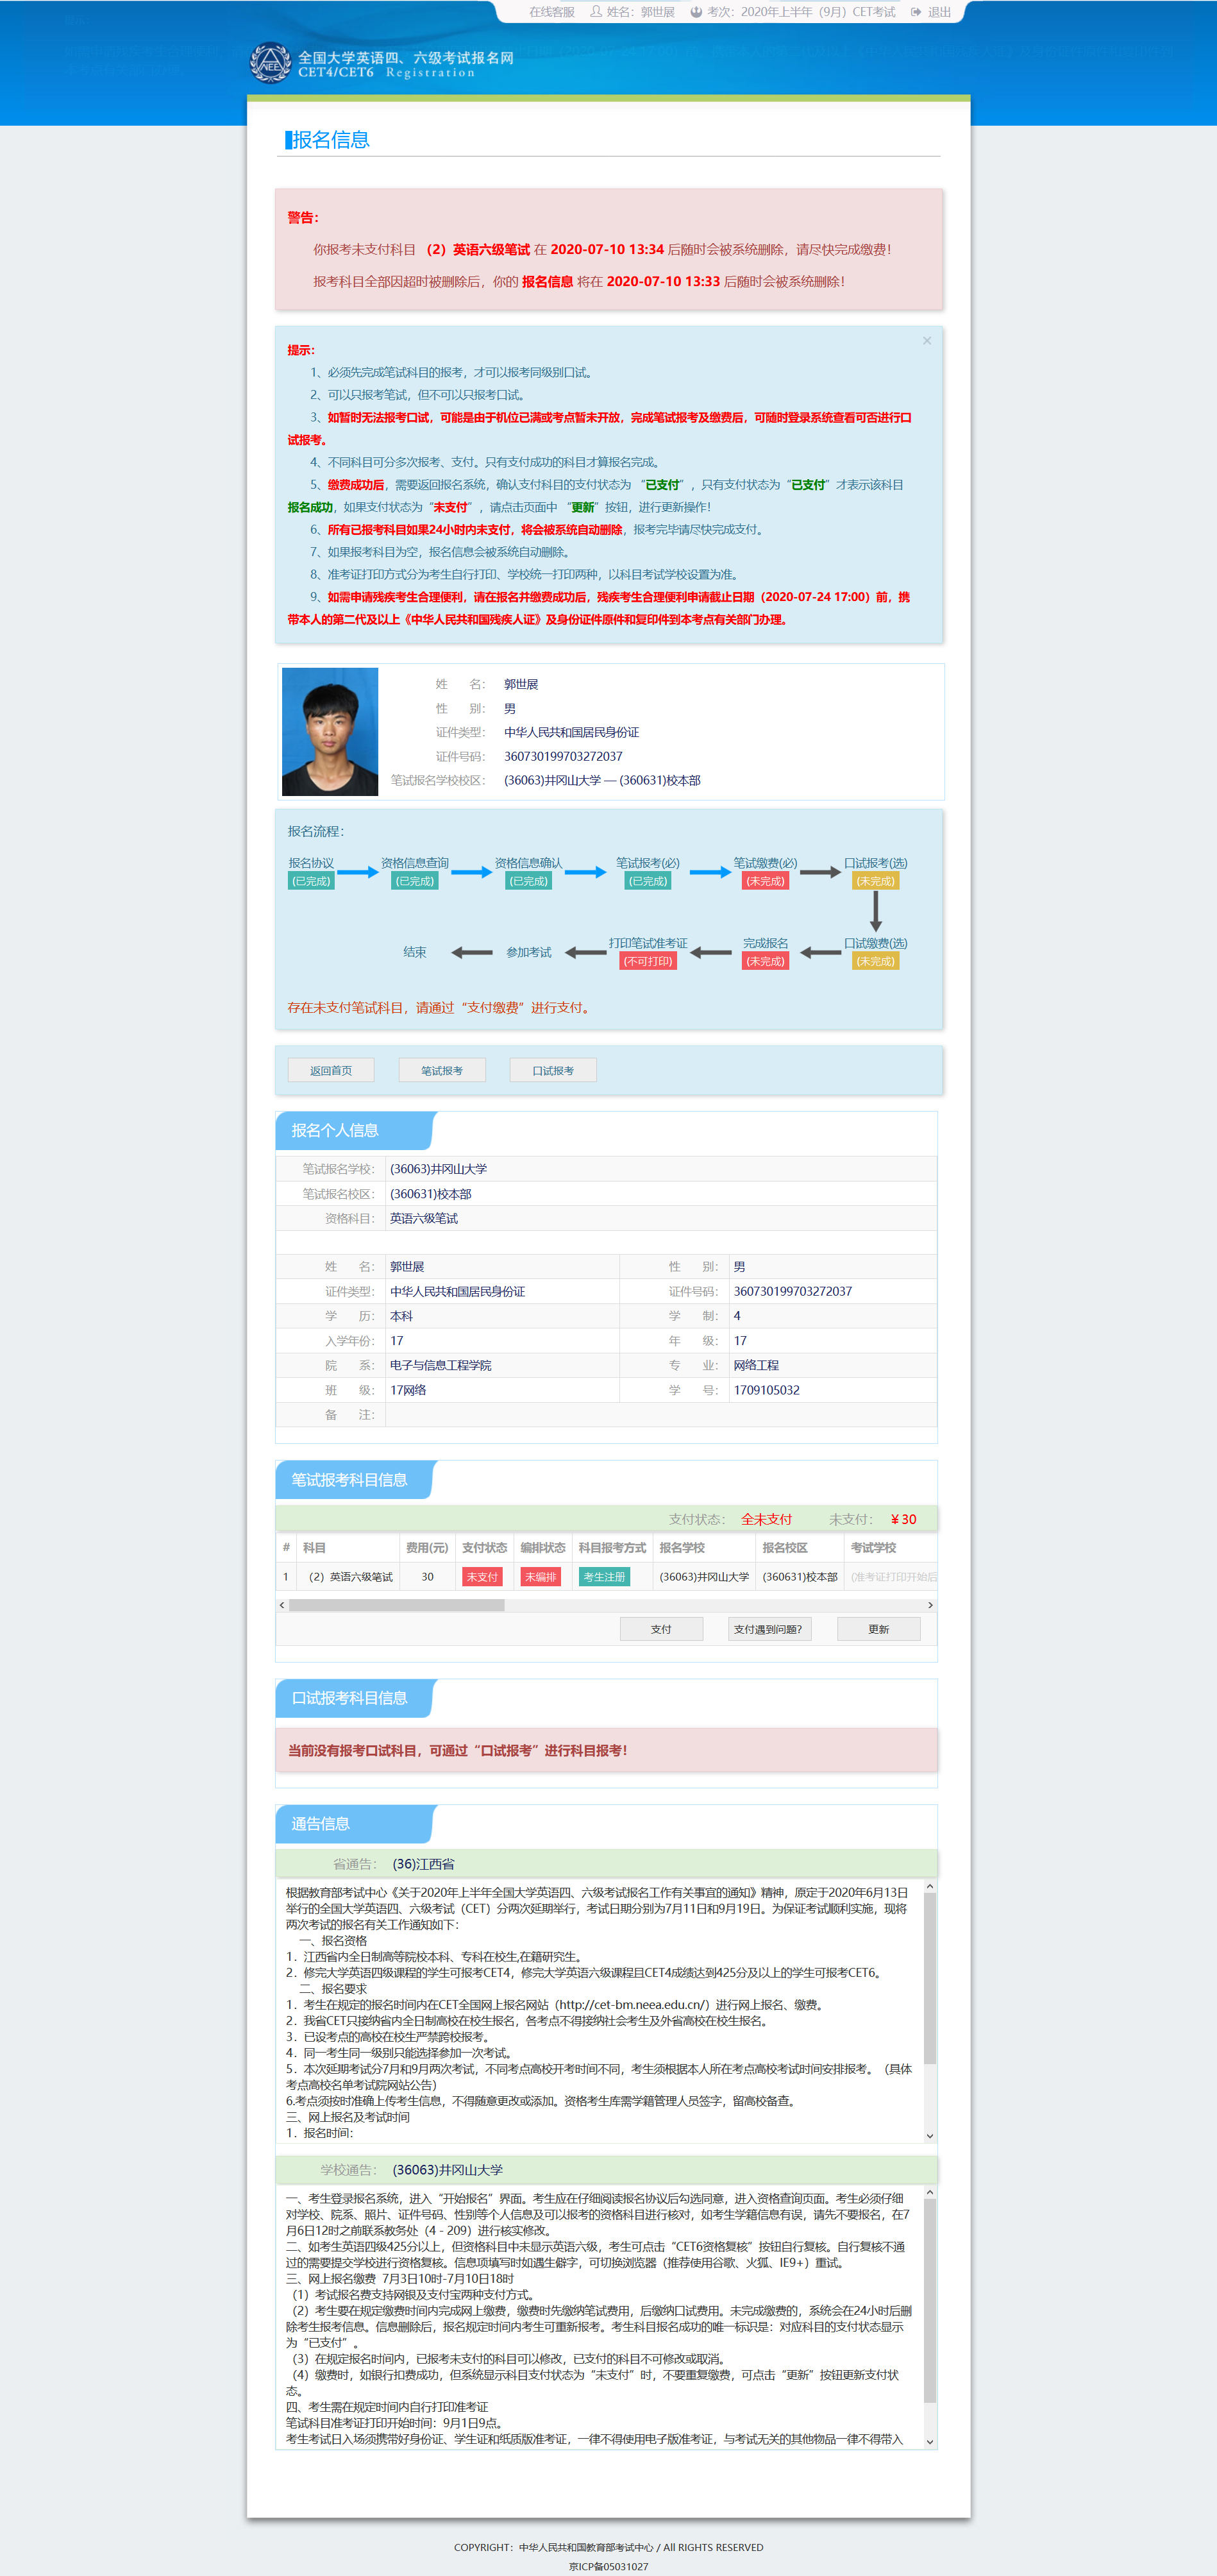 在线客服 姓名：郭世展 考次：2020年上半年（9月）CET考试 退出
全国大学英语四、六级考试报名网
CET4/CET6 Registration
报名信息
警告：
你报考未支付科目 （2）英语六级笔试 在 2020-07-10 13:34 后随时会被系统删除，请尽快完成缴费！
报考科目全部因超时被删除后，你的 报名信息 将在 2020-07-10 13:33 后随时会被系统删除！
×
提示：
1、必须先完成笔试科目的报考，才可以报考同级别口试。
2、可以只报考笔试，但不可以只报考口试。
3、如暂时无法报考口试，可能是由于机位已满或考点暂未开放，完成笔试报考及缴费后，可随时登录系统查看可否进行口
试报考。
4、不同科目可分多次报考、支付。只有支付成功的科目才算报名完成。
5、缴费成功后，需要返回报名系统，确认支付科目的支付状态为 “已支付”，只有支付状态为“已支付”才表示该科目
报名成功，如果支付状态为“未支付”，请点击页面中 “更新”按钮，进行更新操作！
6、所有已报考科目如果24小时内未支付，将会被系统自动删除，报考完毕请尽快完成支付。
7、如果报考科目为空，报名信息会被系统自动删除。
8、准考证打印方式分为考生自行打印、学校统一打印两种，以科目考试学校设置为准。
9、如需申请残疾考生合理便利，请在报名并缴费成功后，残疾考生合理便利申请截止日期（2020-07-24 17:00）前，携
带本人的第二代及以上《中华人民共和国残疾人证》及身份证件原件和复印件到本考点有关部门办理。
姓 名： 郭世展
性 别： 男
证件类型： 中华人民共和国居民身份证
证件号码： 360730199703272037
笔试报名学校校区： (36063)井冈山大学 — (360631)校本部
报名流程：
报名协议 资格信息查询 资格信息确认 笔试报考(必) 笔试缴费(必) 口试报考(选)
(已完成) (已完成) (已完成) (已完成) (未完成) (未完成)
结束 参加考试 打印笔试准考证 完成报名 口试缴费(选)
(不可打印) (未完成) (未完成)
存在未支付笔试科目，请通过“支付缴费”进行支付。
返回首页 笔试报考 口试报考
报名个人信息
笔试报名学校： (36063)井冈山大学
笔试报名校区： (360631)校本部
资格科目： 英语六级笔试
姓 名： 郭世展 性 别： 男
证件类型： 中华人民共和国居民身份证 证件号码： 360730199703272037
学 历： 本科 学 制： 4
入学年份： 17 年 级： 17
院 系： 电子与信息工程学院 专 业： 网络工程
班 级： 17网络 学 号： 1709105032
备 注：
笔试报考科目信息
支付状态： 全未支付 未支付： ￥30
# 科目 费用(元) 支付状态 编排状态 科目报考方式 报名学校 报名校区 考试学校
1 （2）英语六级笔试 30 未支付 未编排 考生注册 (36063)井冈山大学 (360631)校本部 (准考证打印开始后
支付 支付遇到问题? 更新
口试报考科目信息
当前没有报考口试科目，可通过“口试报考”进行科目报考！
通告信息
省通告： (36)江西省
根据教育部考试中心《关于2020年上半年全国大学英语四、六级考试报名工作有关事宜的通知》精神，原定于2020年6月13日
举行的全国大学英语四、六级考试（CET）分两次延期举行，考试日期分别为7月11日和9月19日。为保证考试顺利实施，现将
两次考试的报名有关工作通知如下：
一、报名资格
1．江西省内全日制高等院校本科、专科在校生,在籍研究生。
2．修完大学英语四级课程的学生可报考CET4，修完大学英语六级课程且CET4成绩达到425分及以上的学生可报考CET6。
二、报名要求
1．考生在规定的报名时间内在CET全国网上报名网站（http://cet-bm.neea.edu.cn/）进行网上报名、缴费。
2．我省CET只接纳省内全日制高校在校生报名，各考点不得接纳社会考生及外省高校在校生报名。
3．已设考点的高校在校生严禁跨校报考。
4．同一考生同一级别只能选择参加一次考试。
5．本次延期考试分7月和9月两次考试，不同考点高校开考时间不同，考生须根据本人所在考点高校考试时间安排报考。（具体
考点高校名单考试院网站公告）
6.考点须按时准确上传考生信息，不得随意更改或添加。资格考生库需学籍管理人员签字，留高校备查。
三、网上报名及考试时间
1．报名时间：
学校通告： (36063)井冈山大学
一、考生登录报名系统，进入“开始报名”界面。考生应在仔细阅读报名协议后勾选同意，进入资格查询页面。考生必须仔细
对学校、院系、照片、证件号码、性别等个人信息及可以报考的资格科目进行核对，如考生学籍信息有误，请先不要报名，在7
月6日12时之前联系教务处（4－209）进行核实修改。
二、如考生英语四级425分以上，但资格科目中未显示英语六级，考生可点击“CET6资格复核”按钮自行复核。自行复核不通
过的需要提交学校进行资格复核。信息项填写时如遇生僻字，可切换浏览器（推荐使用谷歌、火狐、IE9+）重试。
三、网上报名缴费 7月3日10时-7月10日18时
（1）考试报名费支持网银及支付宝两种支付方式。
（2）考生要在规定缴费时间内完成网上缴费，缴费时先缴纳笔试费用，后缴纳口试费用。未完成缴费的，系统会在24小时后删
除考生报考信息。信息删除后，报名规定时间内考生可重新报考。考生科目报名成功的唯一标识是：对应科目的支付状态显示
为“已支付”。
（3）在规定报名时间内，已报考未支付的科目可以修改，已支付的科目不可修改或取消。
（4）缴费时，如银行扣费成功，但系统显示科目支付状态为“未支付”时，不要重复缴费，可点击“更新”按钮更新支付状
态。
四、考生需在规定时间内自行打印准考证
笔试科目准考证打印开始时间：9月1日9点。
考生考试日入场须携带好身份证、学生证和纸质版准考证，一律不得使用电子版准考证，与考试无关的其他物品一律不得带入
COPYRIGHT：中华人民共和国教育部考试中心 / All RIGHTS RESERVED
京ICP备05031027